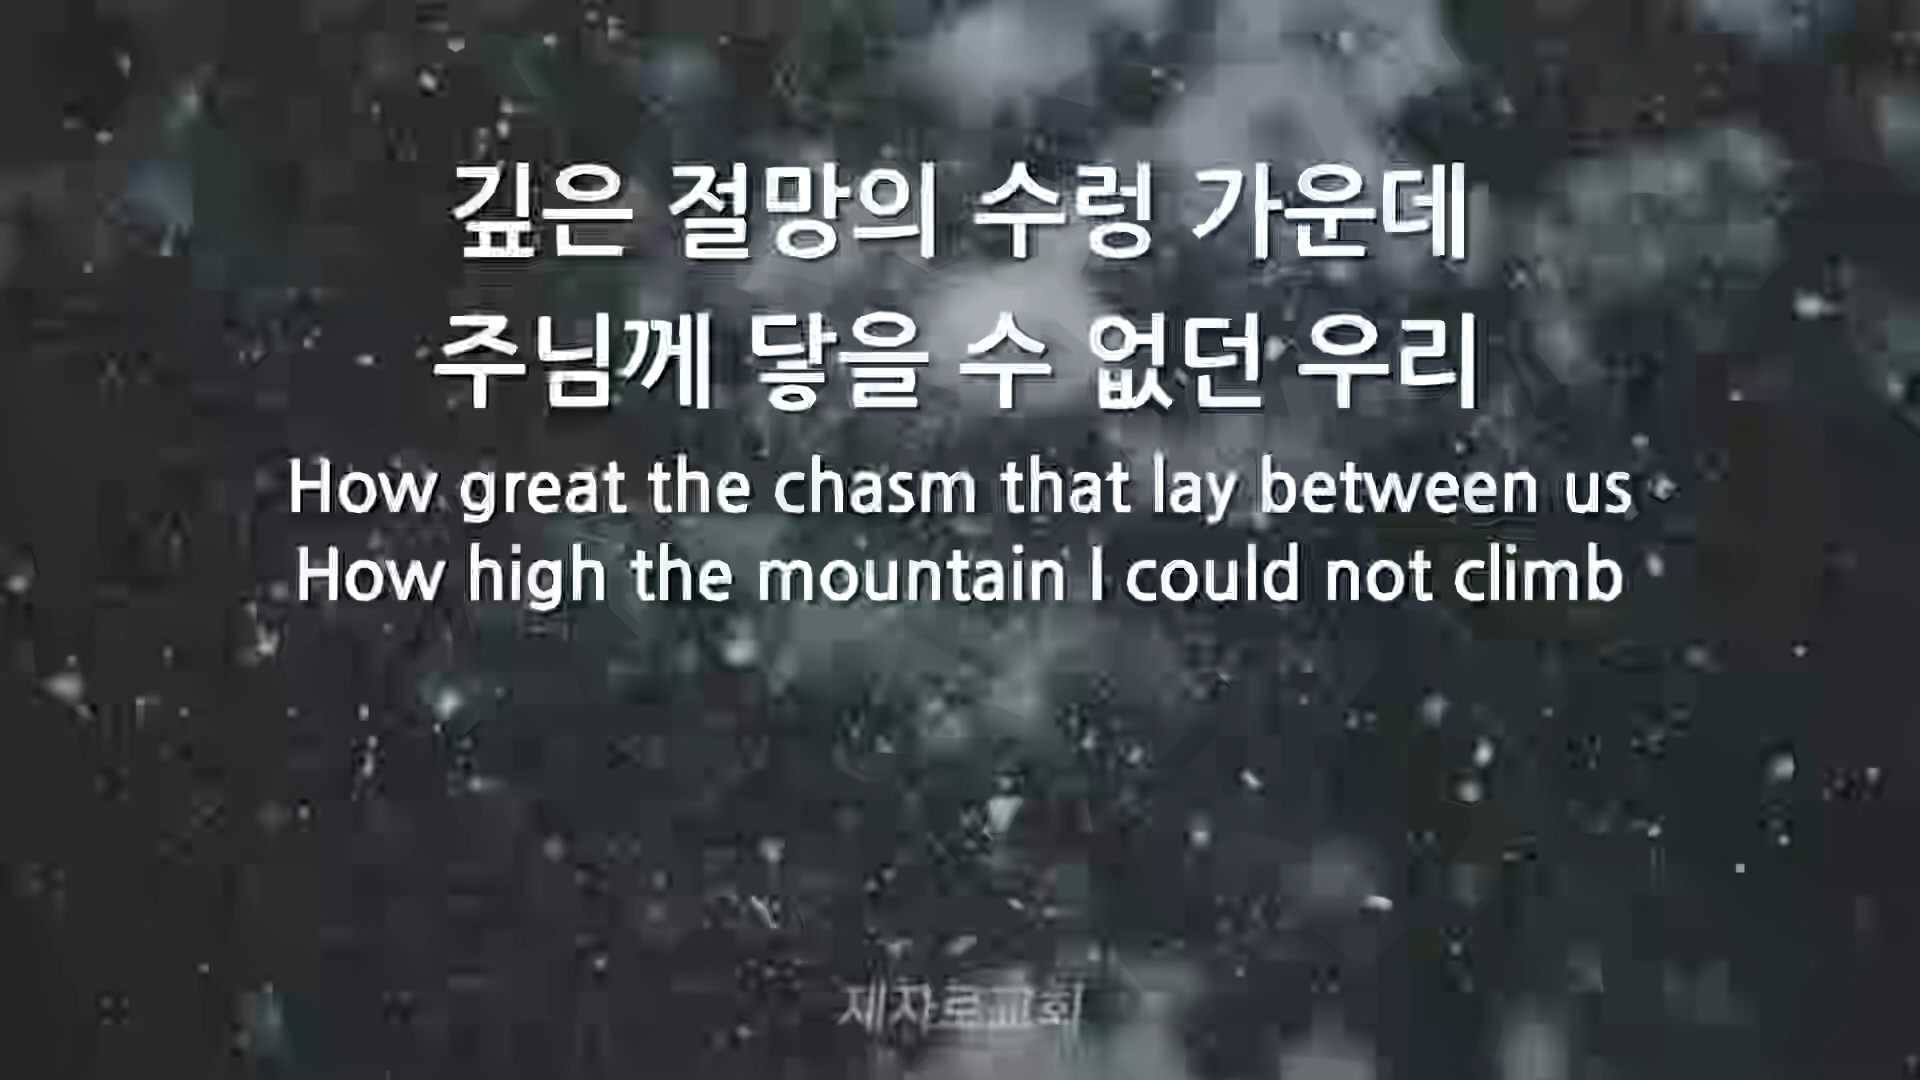 깊은 절망의 수렁 가운데
주님께 닿을 수 없던 우리
How great the chasm that lay between us
How high the mountain I could not climb
제자로교회